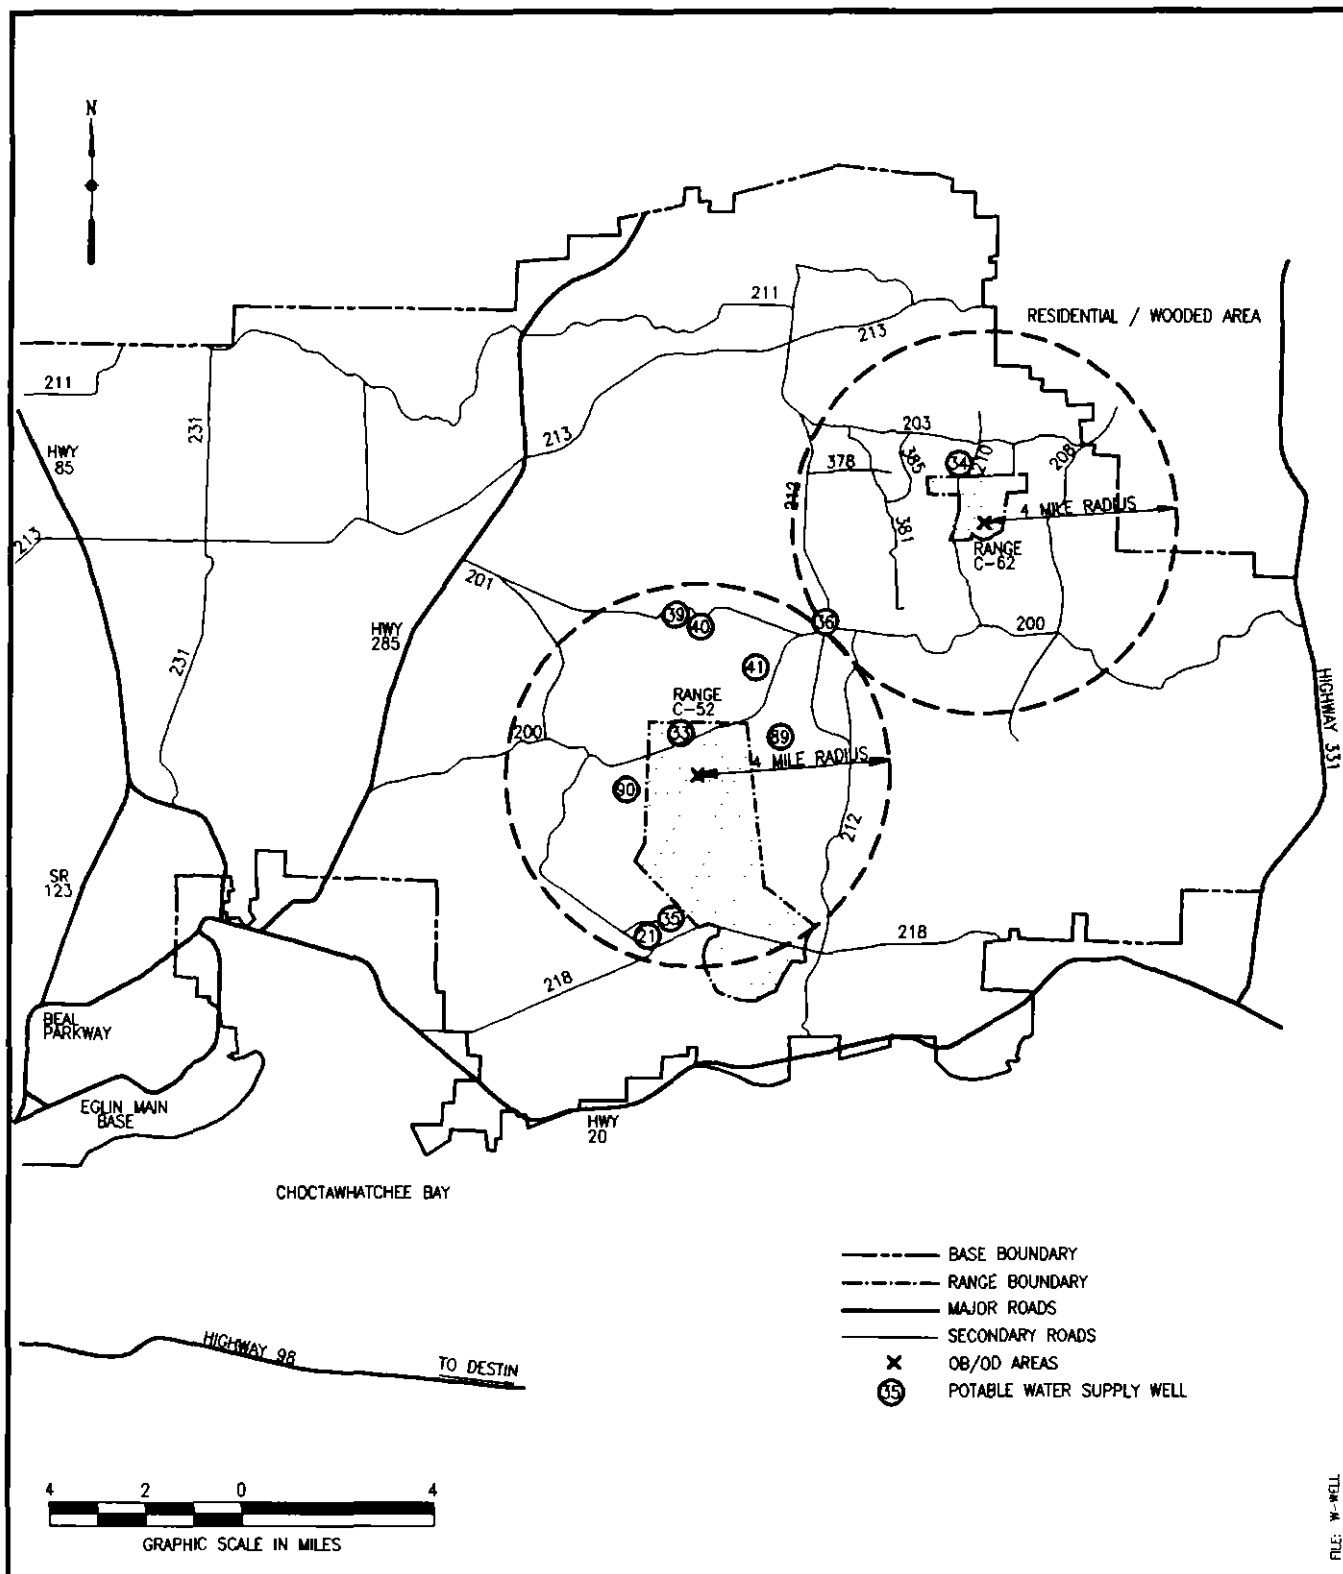 N
211
213
RESIDENTIAL / WOODED AREA
211
231
HWY
85
213
203
385
210
208
34
378
212
381
4 MILE RADIUS
RANGE
C-62
213
201
39
40
36
200
HWY
285
231
41
RANGE
C-52
HIGHWAY 331
200
33
89
4 MILE RADIUS
90
212
SR
123
35
21
218
218
BEAL
PARKWAY
EGLIN MAIN
BASE
HWY
20
CHOCTAWHATCHEE BAY
BASE BOUNDARY
RANGE BOUNDARY
MAJOR ROADS
SECONDARY ROADS
OB/OD AREAS
35 POTABLE WATER SUPPLY WELL
HIGHWAY 98
TO DESTIN
4 2 0 4
GRAPHIC SCALE IN MILES
FILE: W-WELL